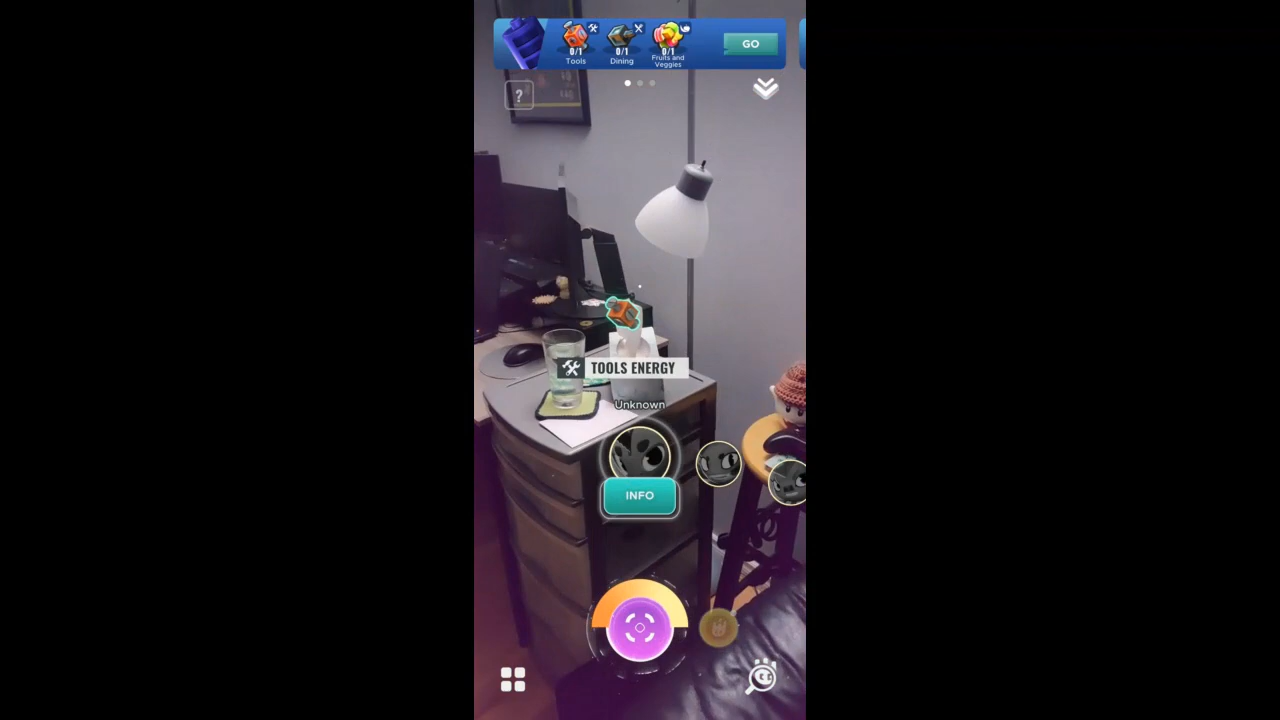 0/1
Tools
0/1
Dining
0/1
Fruits and
Veggies
GO
?
TOOLS ENERGY
Unknown
INFO